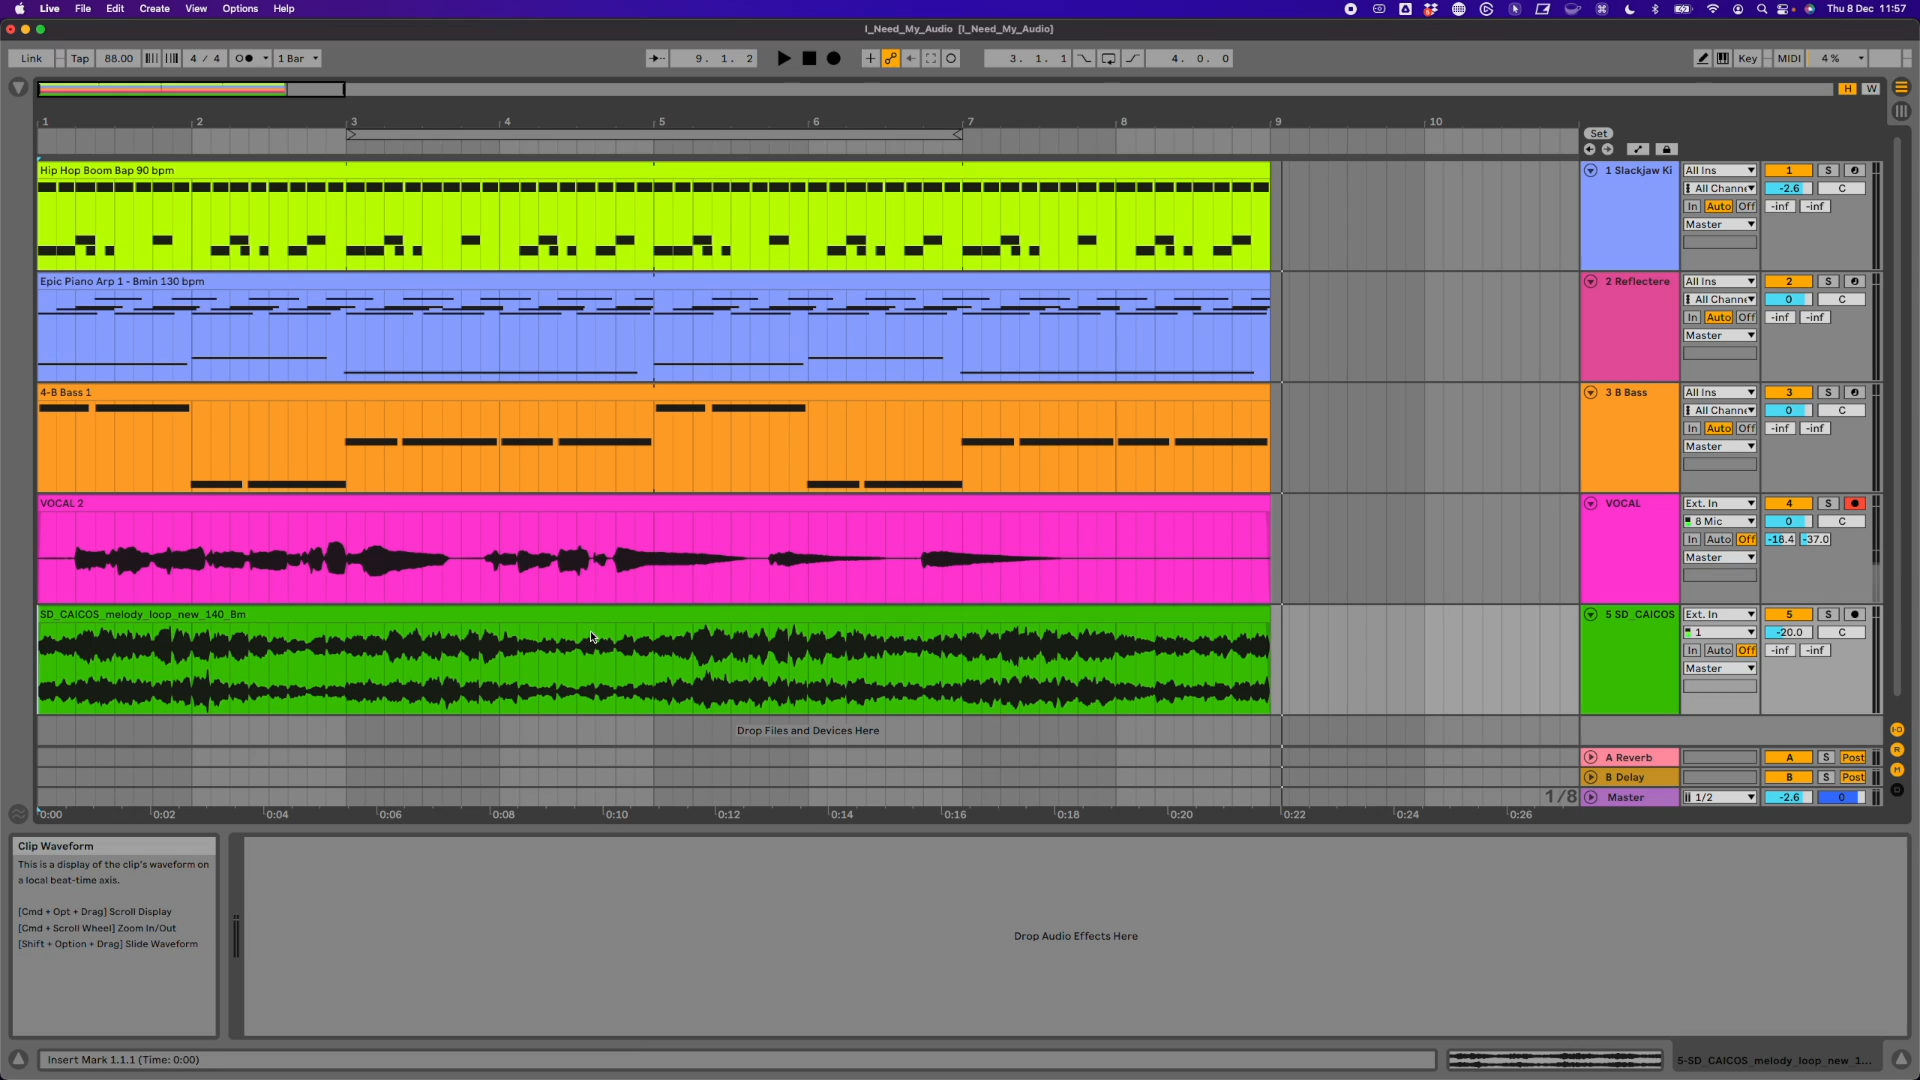 Live File Edit Create View Options Help Thu 8 Dec 11:57
I_Need_My_Audio [I_Need_My_Audio]
Link Tap 88.00 4 / 4 1 Bar 9. 1. 2 3. 1. 1 4. 0. 0 Key MIDI 4 %
H W
1 2 3 4 5 6 7 8 9 10
Set
Hip Hop Boom Bap 90 bpm
1 Slackjaw Ki All Ins 1 S
All Channe -2.6 C
In Auto Off -inf -inf
Master
Epic Piano Arp 1 - Bmin 130 bpm
2 Reflectere All Ins 2 S
All Channe 0 C
In Auto Off -inf -inf
Master
4-B Bass 1
3 B Bass All Ins 3 S
All Channe 0 C
In Auto Off -inf -inf
Master
VOCAL 2
VOCAL Ext. In 4 S
8 Mic 0 C
In Auto Off -18.4 -37.0
Master
SD_CAICOS_melody_loop_new_140_Bm
5 SD_CAICOS Ext. In 5 S
1 -20.0 C
In Auto Off -inf -inf
Master
Drop Files and Devices Here
I·O
R
M
A Reverb A S Post
B Delay B S Post
1/8 Master 1/2 -2.6 0
0:00 0:02 0:04 0:06 0:08 0:10 0:12 0:14 0:16 0:18 0:20 0:22 0:24 0:26
Clip Waveform
This is a display of the clip's waveform on
a local beat-time axis.
[Cmd + Opt + Drag] Scroll Display
[Cmd + Scroll Wheel] Zoom In/Out
[Shift + Option + Drag] Slide Waveform
Drop Audio Effects Here
Insert Mark 1.1.1 (Time: 0:00)
5-SD_CAICOS_melody_loop_new_1...